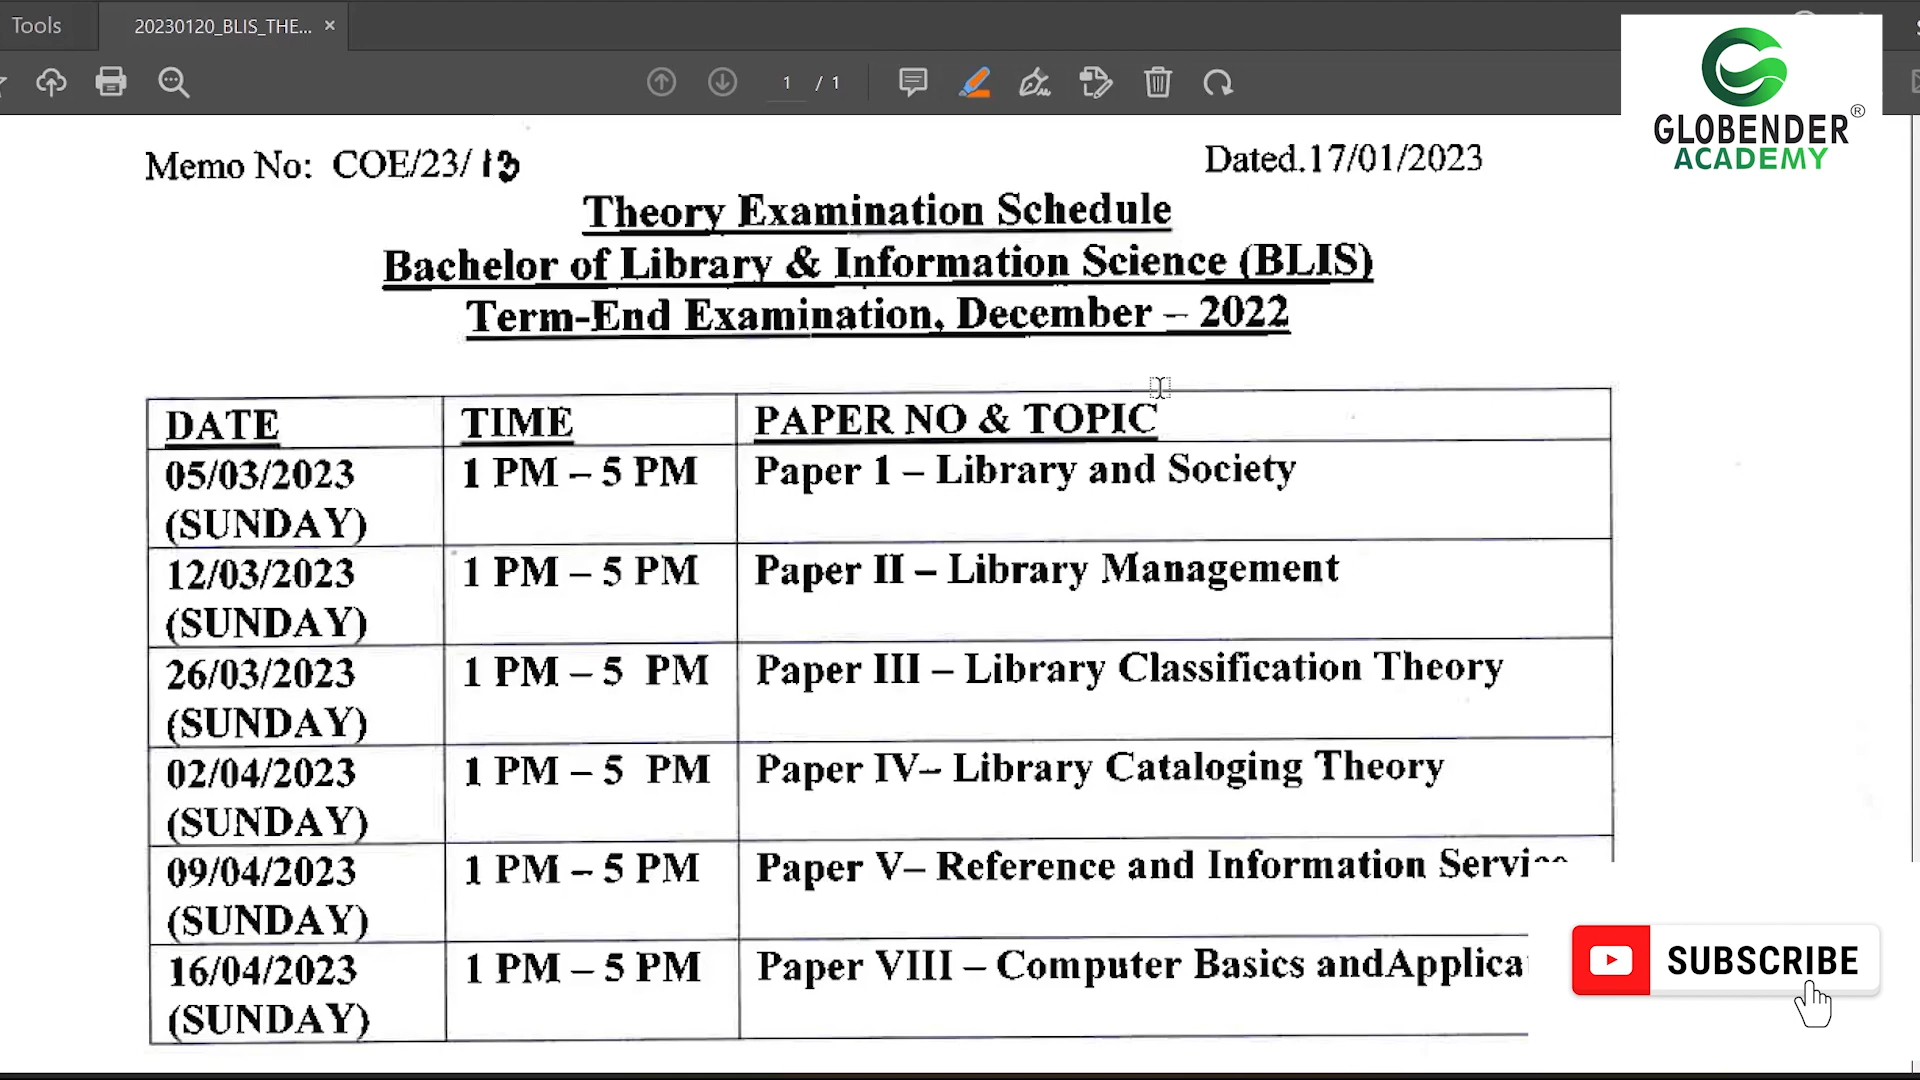 Tools
20230120_BLIS_THE... ×
1 / 1
GLOBENDER®
ACADEMY
Memo No: COE/23/13
Dated.17/01/2023
Theory Examination Schedule
Bachelor of Library & Information Science (BLIS)
Term-End Examination, December – 2022
DATE TIME PAPER NO & TOPIC
05/03/2023 1 PM – 5 PM Paper 1 – Library and Society
(SUNDAY)
12/03/2023 1 PM – 5 PM Paper II – Library Management
(SUNDAY)
26/03/2023 1 PM – 5 PM Paper III – Library Classification Theory
(SUNDAY)
02/04/2023 1 PM – 5 PM Paper IV– Library Cataloging Theory
(SUNDAY)
09/04/2023 1 PM – 5 PM Paper V– Reference and Information
(SUNDAY)
16/04/2023 1 PM – 5 PM Paper VIII – Computer Basics
(SUNDAY)
SUBSCRIBE